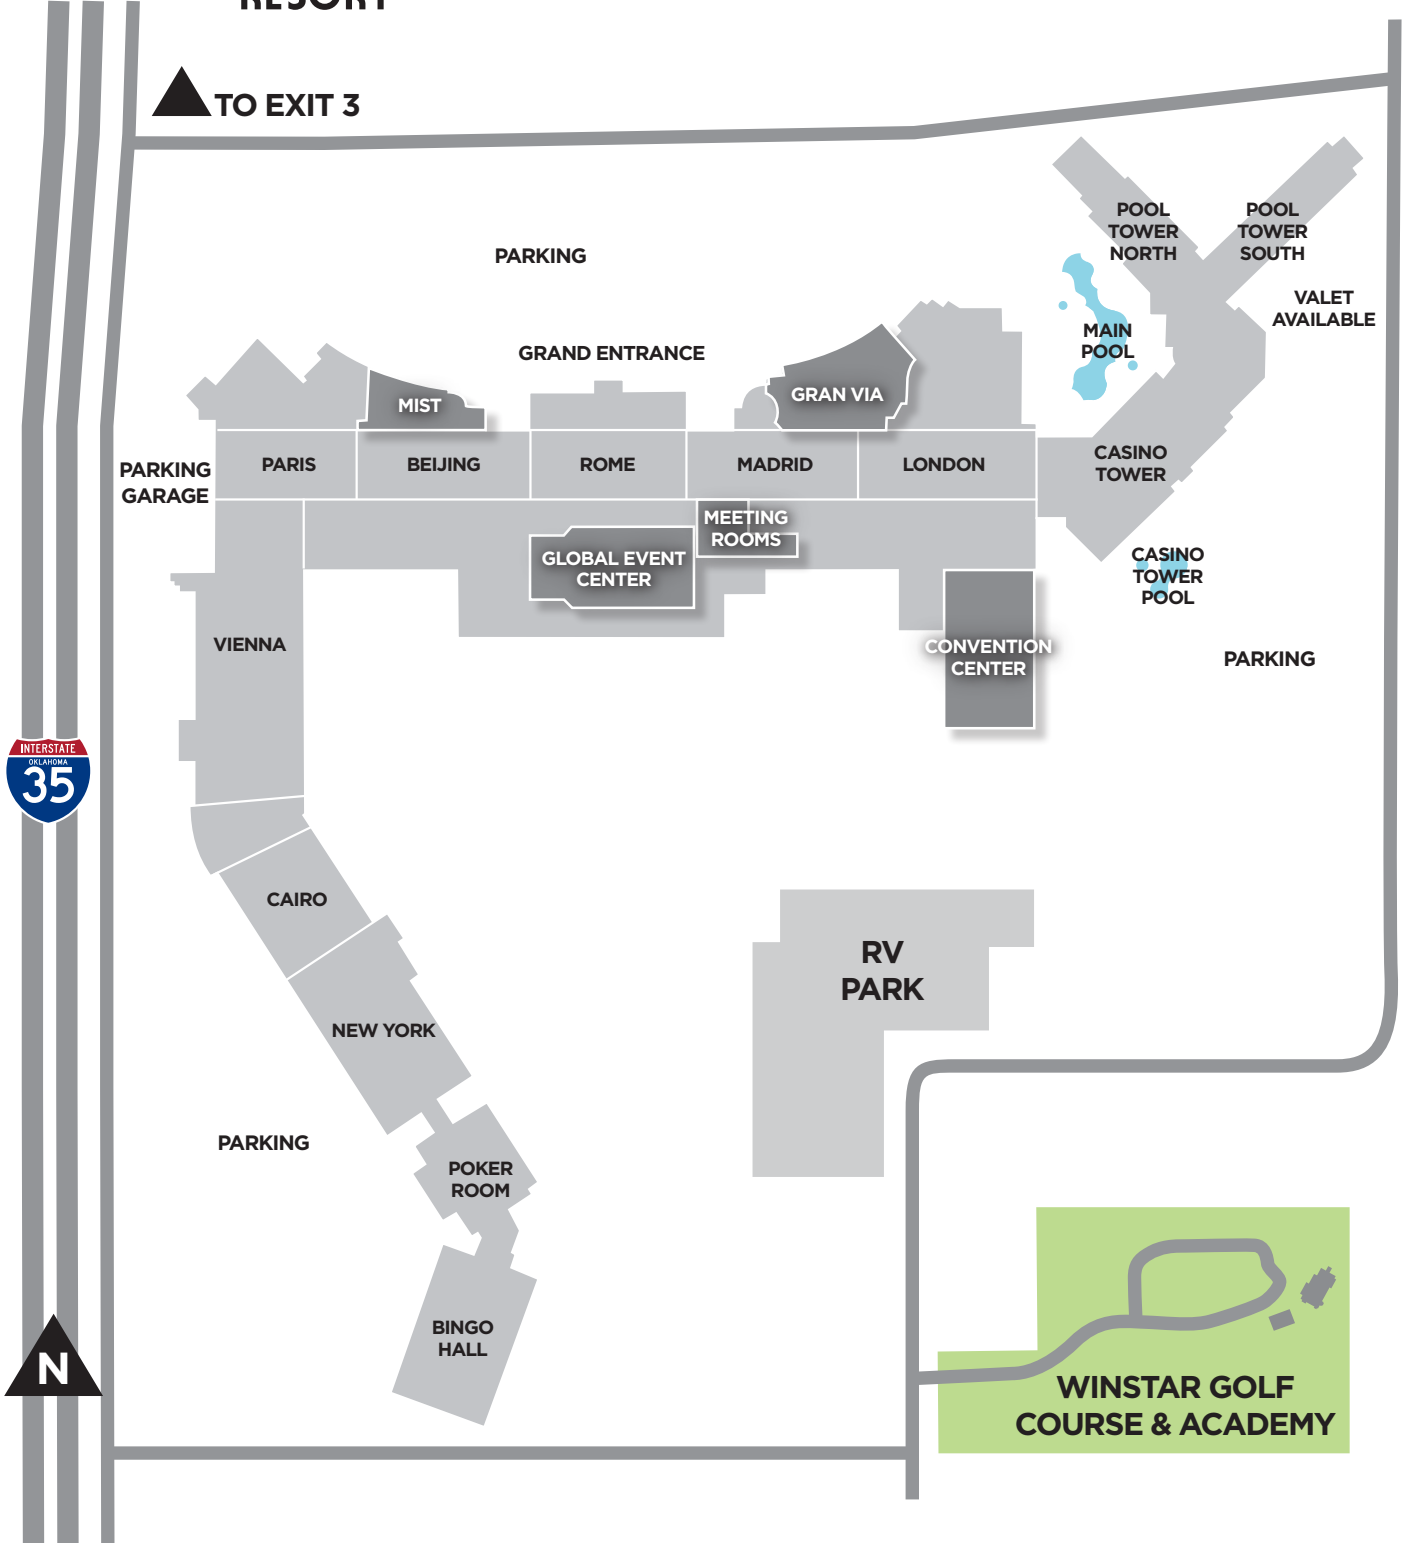 RESORT
TO EXIT 3
POOL
TOWER
NORTH
POOL
TOWER
SOUTH
PARKING
VALET
AVAILABLE
MAIN
POOL
GRAND ENTRANCE
GRAN VIA
MIST
PARKING
GARAGE
PARIS
BEIJING
ROME
MADRID
LONDON
CASINO
TOWER
MEETING
ROOMS
GLOBAL EVENT
CENTER
CASINO
TOWER
POOL
VIENNA
CONVENTION
CENTER
PARKING
INTERSTATE
OKLAHOMA
35
CAIRO
RV
PARK
NEW YORK
PARKING
POKER
ROOM
BINGO
HALL
N
WINSTAR GOLF
COURSE & ACADEMY